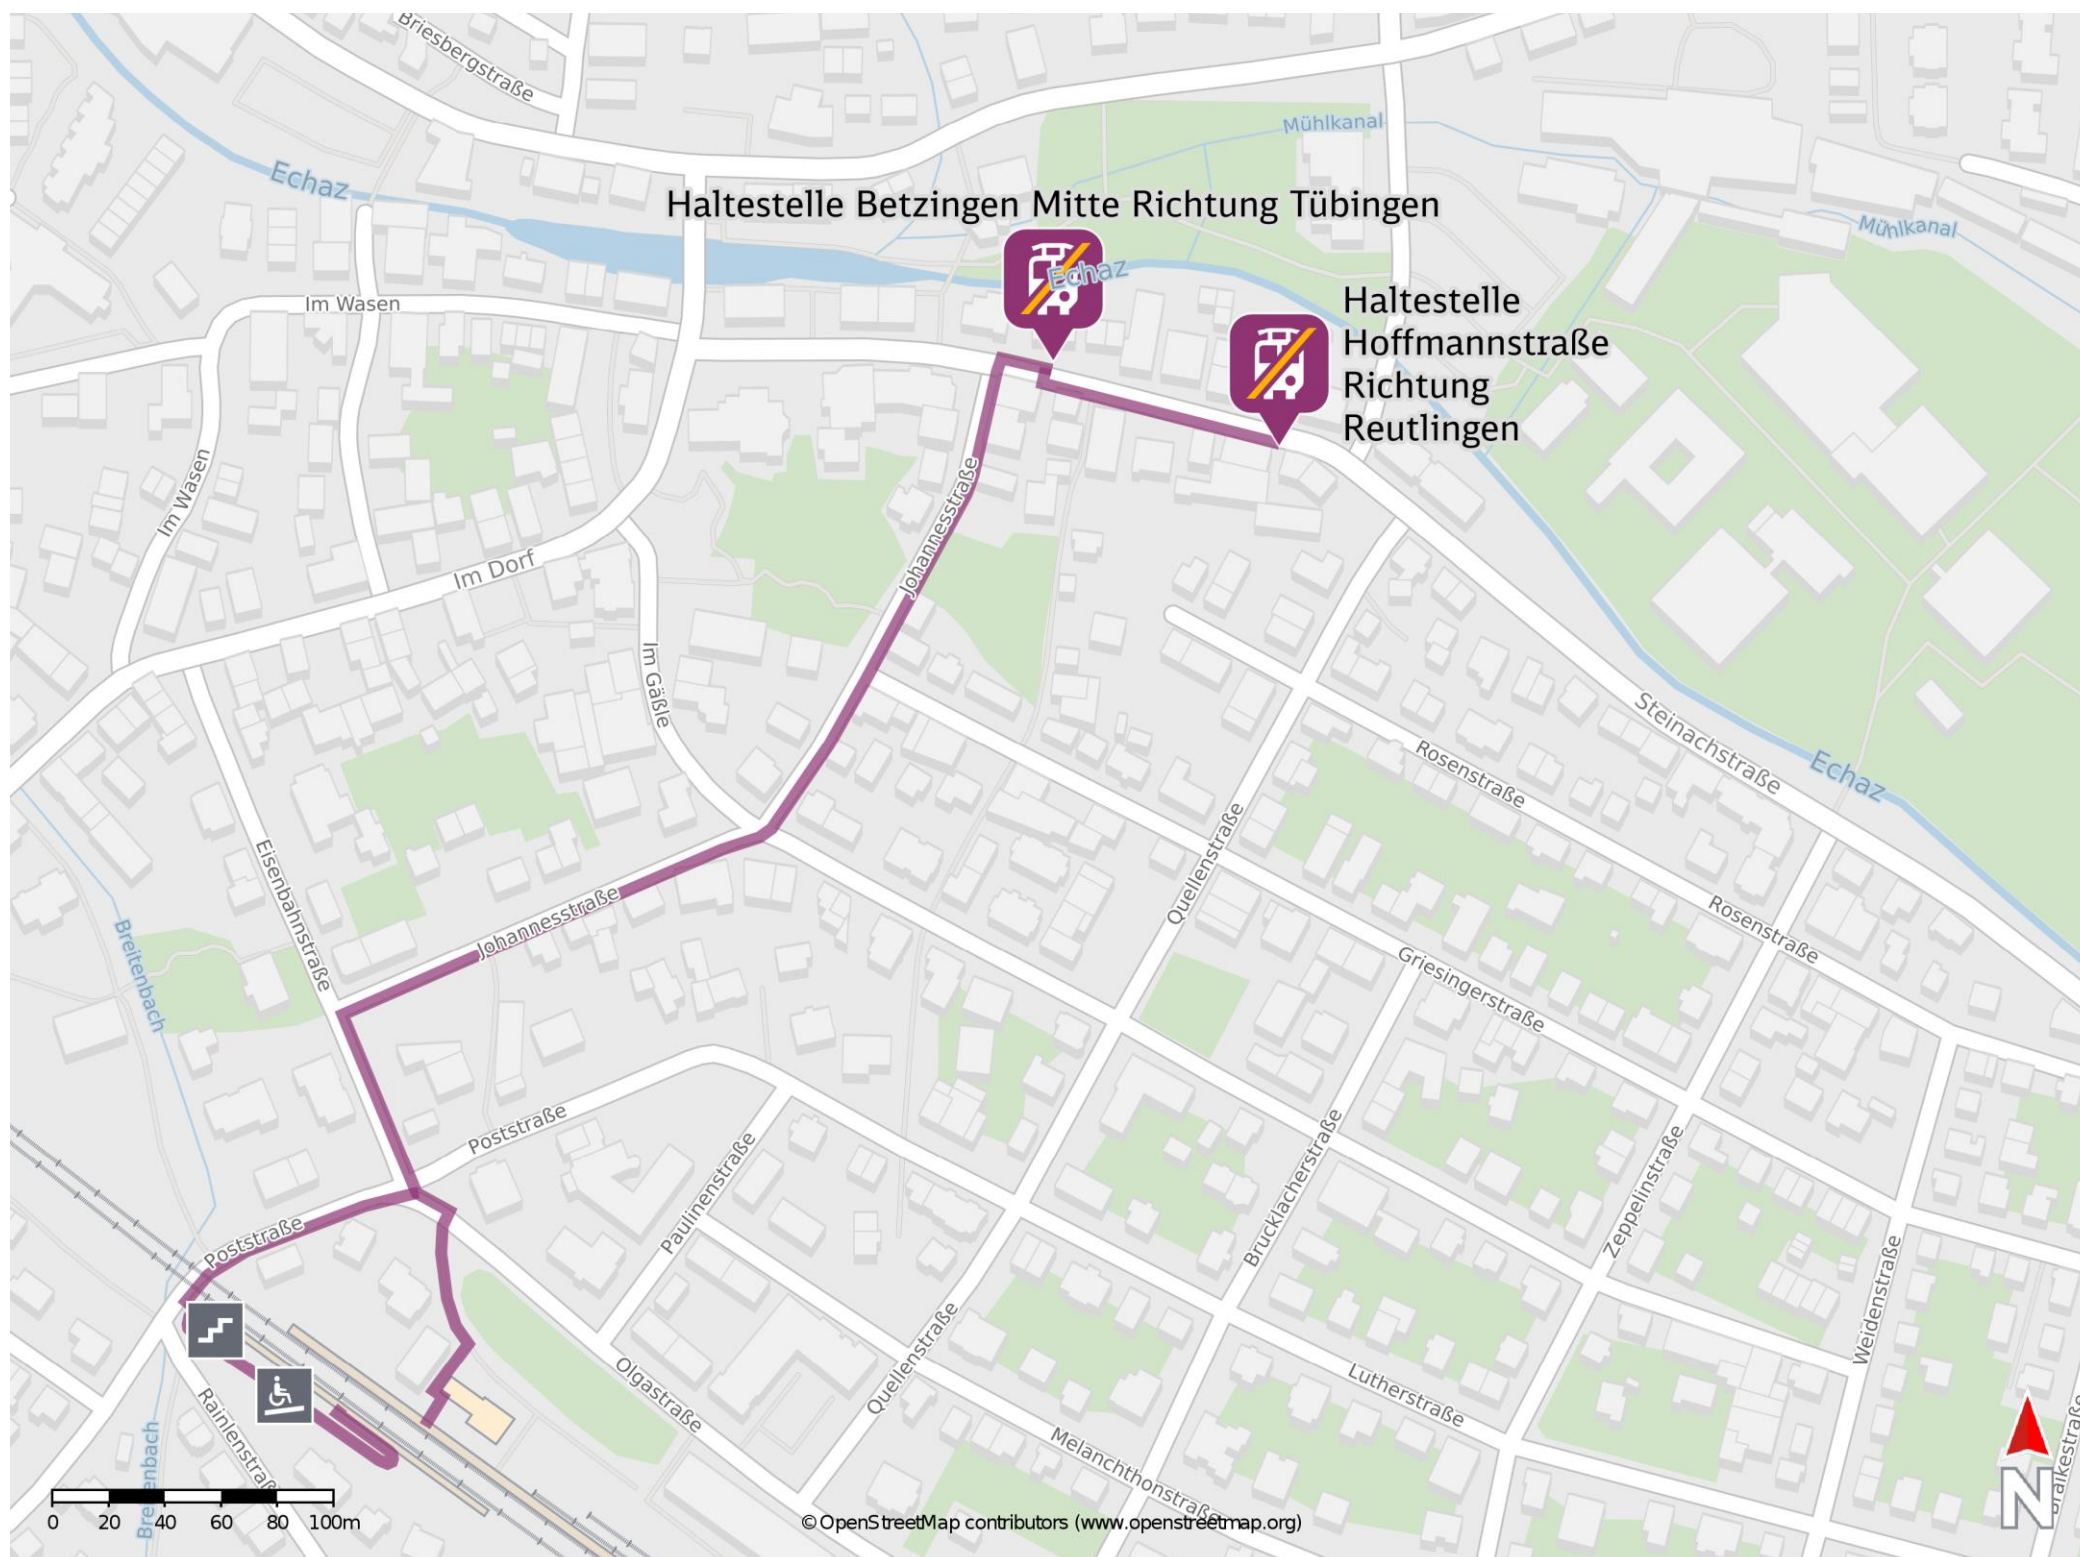 Briesbergstraße
Echaz
Mühlkanal
Haltestelle Betzingen Mitte Richtung Tübingen
Mühlkanal
Echaz
Im Wasen
Haltestelle
Hoffmannstraße
Richtung
Reutlingen
Im Wasen
Johannesstraße
Im Dorf
Im Gäßle
Steinachstraße
Rosenstraße
Echaz
Eisenbahnstraße
Quellenstraße
Johannesstraße
Rosenstraße
Breitenbach
Griesingerstraße
Poststraße
Paulinenstraße
Brucklacherstraße
Zeppelinstraße
Poststraße
Weidenstraße
Quellenstraße
Olgastraße
Lutherstraße
Rainlenstraß
Melanchthonstraße
Breitenbach
N
0 20 40 60 80 100m
© OpenStreetMap contributors (www.openstreetmap.org)